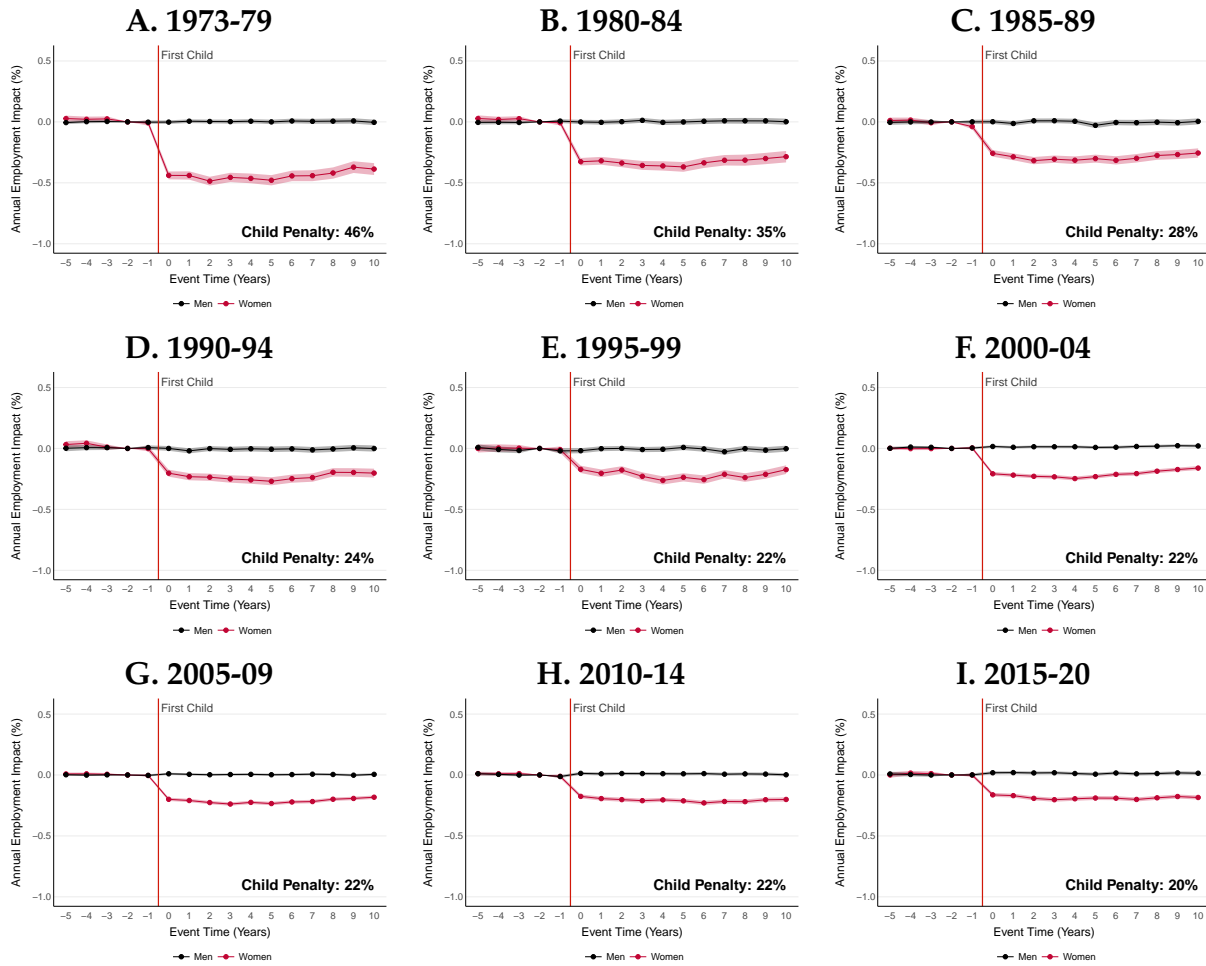 A. 1973-79
First Child
Annual Employment Impact (%)
0.5
0.0
−0.5
−1.0
Child Penalty: 46%
−5 −4 −3 −2 −1 0 1 2 3 4 5 6 7 8 9 10
Event Time (Years)
Men Women
B. 1980-84
First Child
Annual Employment Impact (%)
0.5
0.0
−0.5
−1.0
Child Penalty: 35%
−5 −4 −3 −2 −1 0 1 2 3 4 5 6 7 8 9 10
Event Time (Years)
Men Women
C. 1985-89
First Child
Annual Employment Impact (%)
0.5
0.0
−0.5
−1.0
Child Penalty: 28%
−5 −4 −3 −2 −1 0 1 2 3 4 5 6 7 8 9 10
Event Time (Years)
Men Women
D. 1990-94
First Child
Annual Employment Impact (%)
0.5
0.0
−0.5
−1.0
Child Penalty: 24%
−5 −4 −3 −2 −1 0 1 2 3 4 5 6 7 8 9 10
Event Time (Years)
Men Women
E. 1995-99
First Child
Annual Employment Impact (%)
0.5
0.0
−0.5
−1.0
Child Penalty: 22%
−5 −4 −3 −2 −1 0 1 2 3 4 5 6 7 8 9 10
Event Time (Years)
Men Women
F. 2000-04
First Child
Annual Employment Impact (%)
0.5
0.0
−0.5
−1.0
Child Penalty: 22%
−5 −4 −3 −2 −1 0 1 2 3 4 5 6 7 8 9 10
Event Time (Years)
Men Women
G. 2005-09
First Child
Annual Employment Impact (%)
0.5
0.0
−0.5
−1.0
Child Penalty: 22%
−5 −4 −3 −2 −1 0 1 2 3 4 5 6 7 8 9 10
Event Time (Years)
Men Women
H. 2010-14
First Child
Annual Employment Impact (%)
0.5
0.0
−0.5
−1.0
Child Penalty: 22%
−5 −4 −3 −2 −1 0 1 2 3 4 5 6 7 8 9 10
Event Time (Years)
Men Women
I. 2015-20
First Child
Annual Employment Impact (%)
0.5
0.0
−0.5
−1.0
Child Penalty: 20%
−5 −4 −3 −2 −1 0 1 2 3 4 5 6 7 8 9 10
Event Time (Years)
Men Women